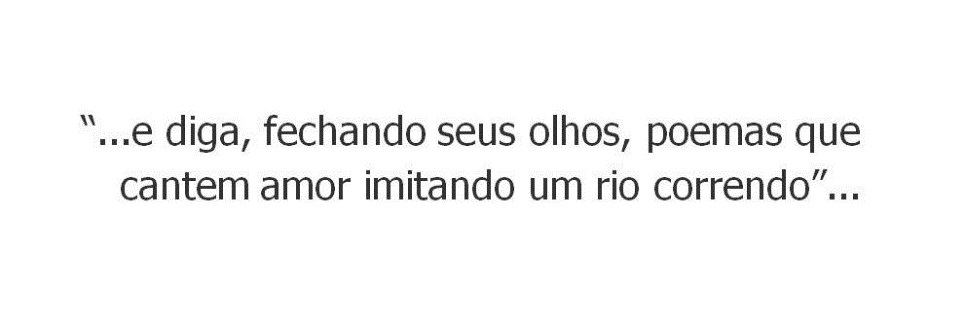 “...e diga, fechando seus olhos, poemas que
cantem amor imitando um rio correndo”...